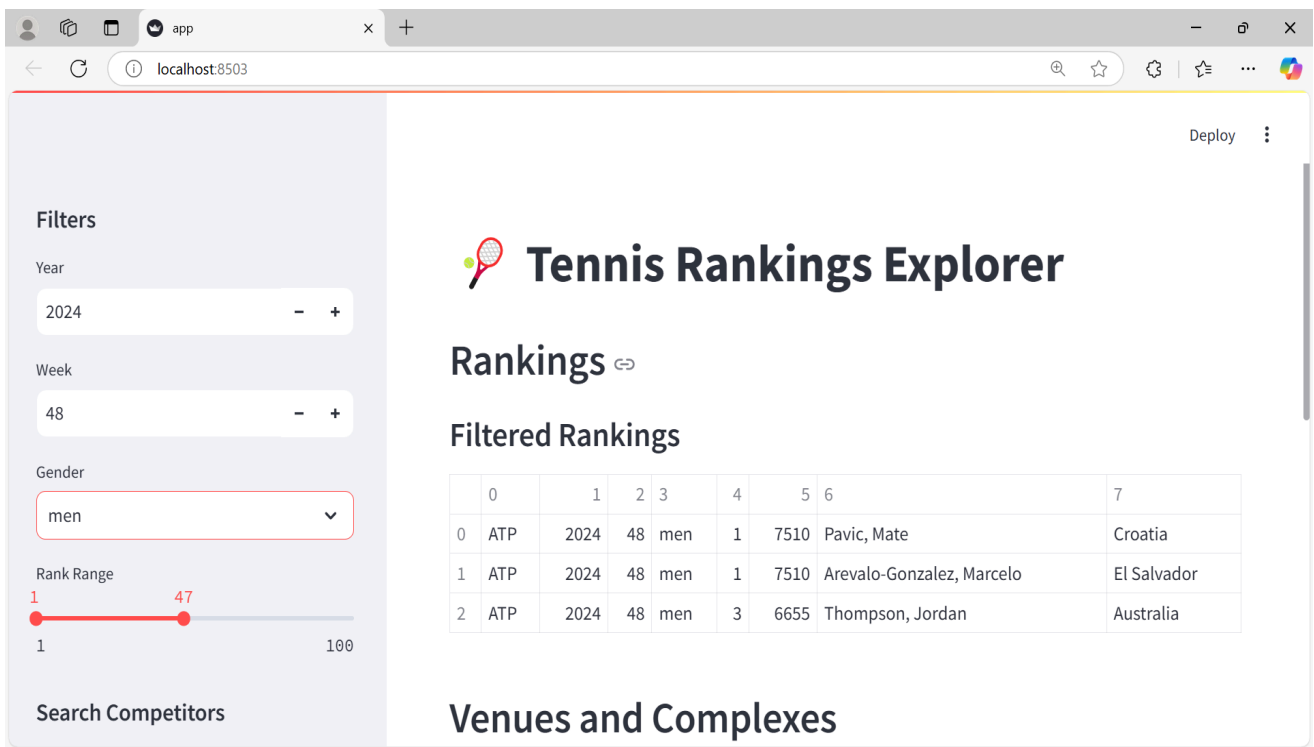 app
localhost:8503
Deploy
Filters
Year
2024
Week
48
Gender
men
Rank Range
1 47
1 100
Search Competitors
Tennis Rankings Explorer
Rankings
Filtered Rankings
0 1 2 3 4 5 6 7
0 ATP 2024 48 men 1 7510 Pavic, Mate Croatia
1 ATP 2024 48 men 1 7510 Arevalo-Gonzalez, Marcelo El Salvador
2 ATP 2024 48 men 3 6655 Thompson, Jordan Australia
Venues and Complexes